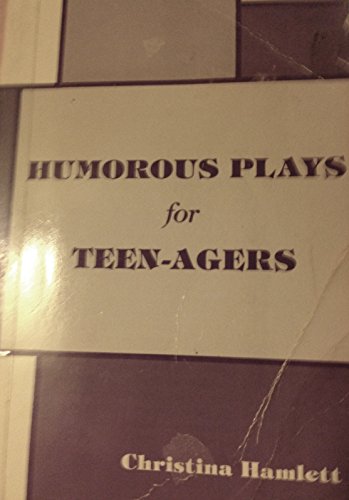 HUMOROUS PLAYS
for
TEEN-AGERS
Christina Hamlett